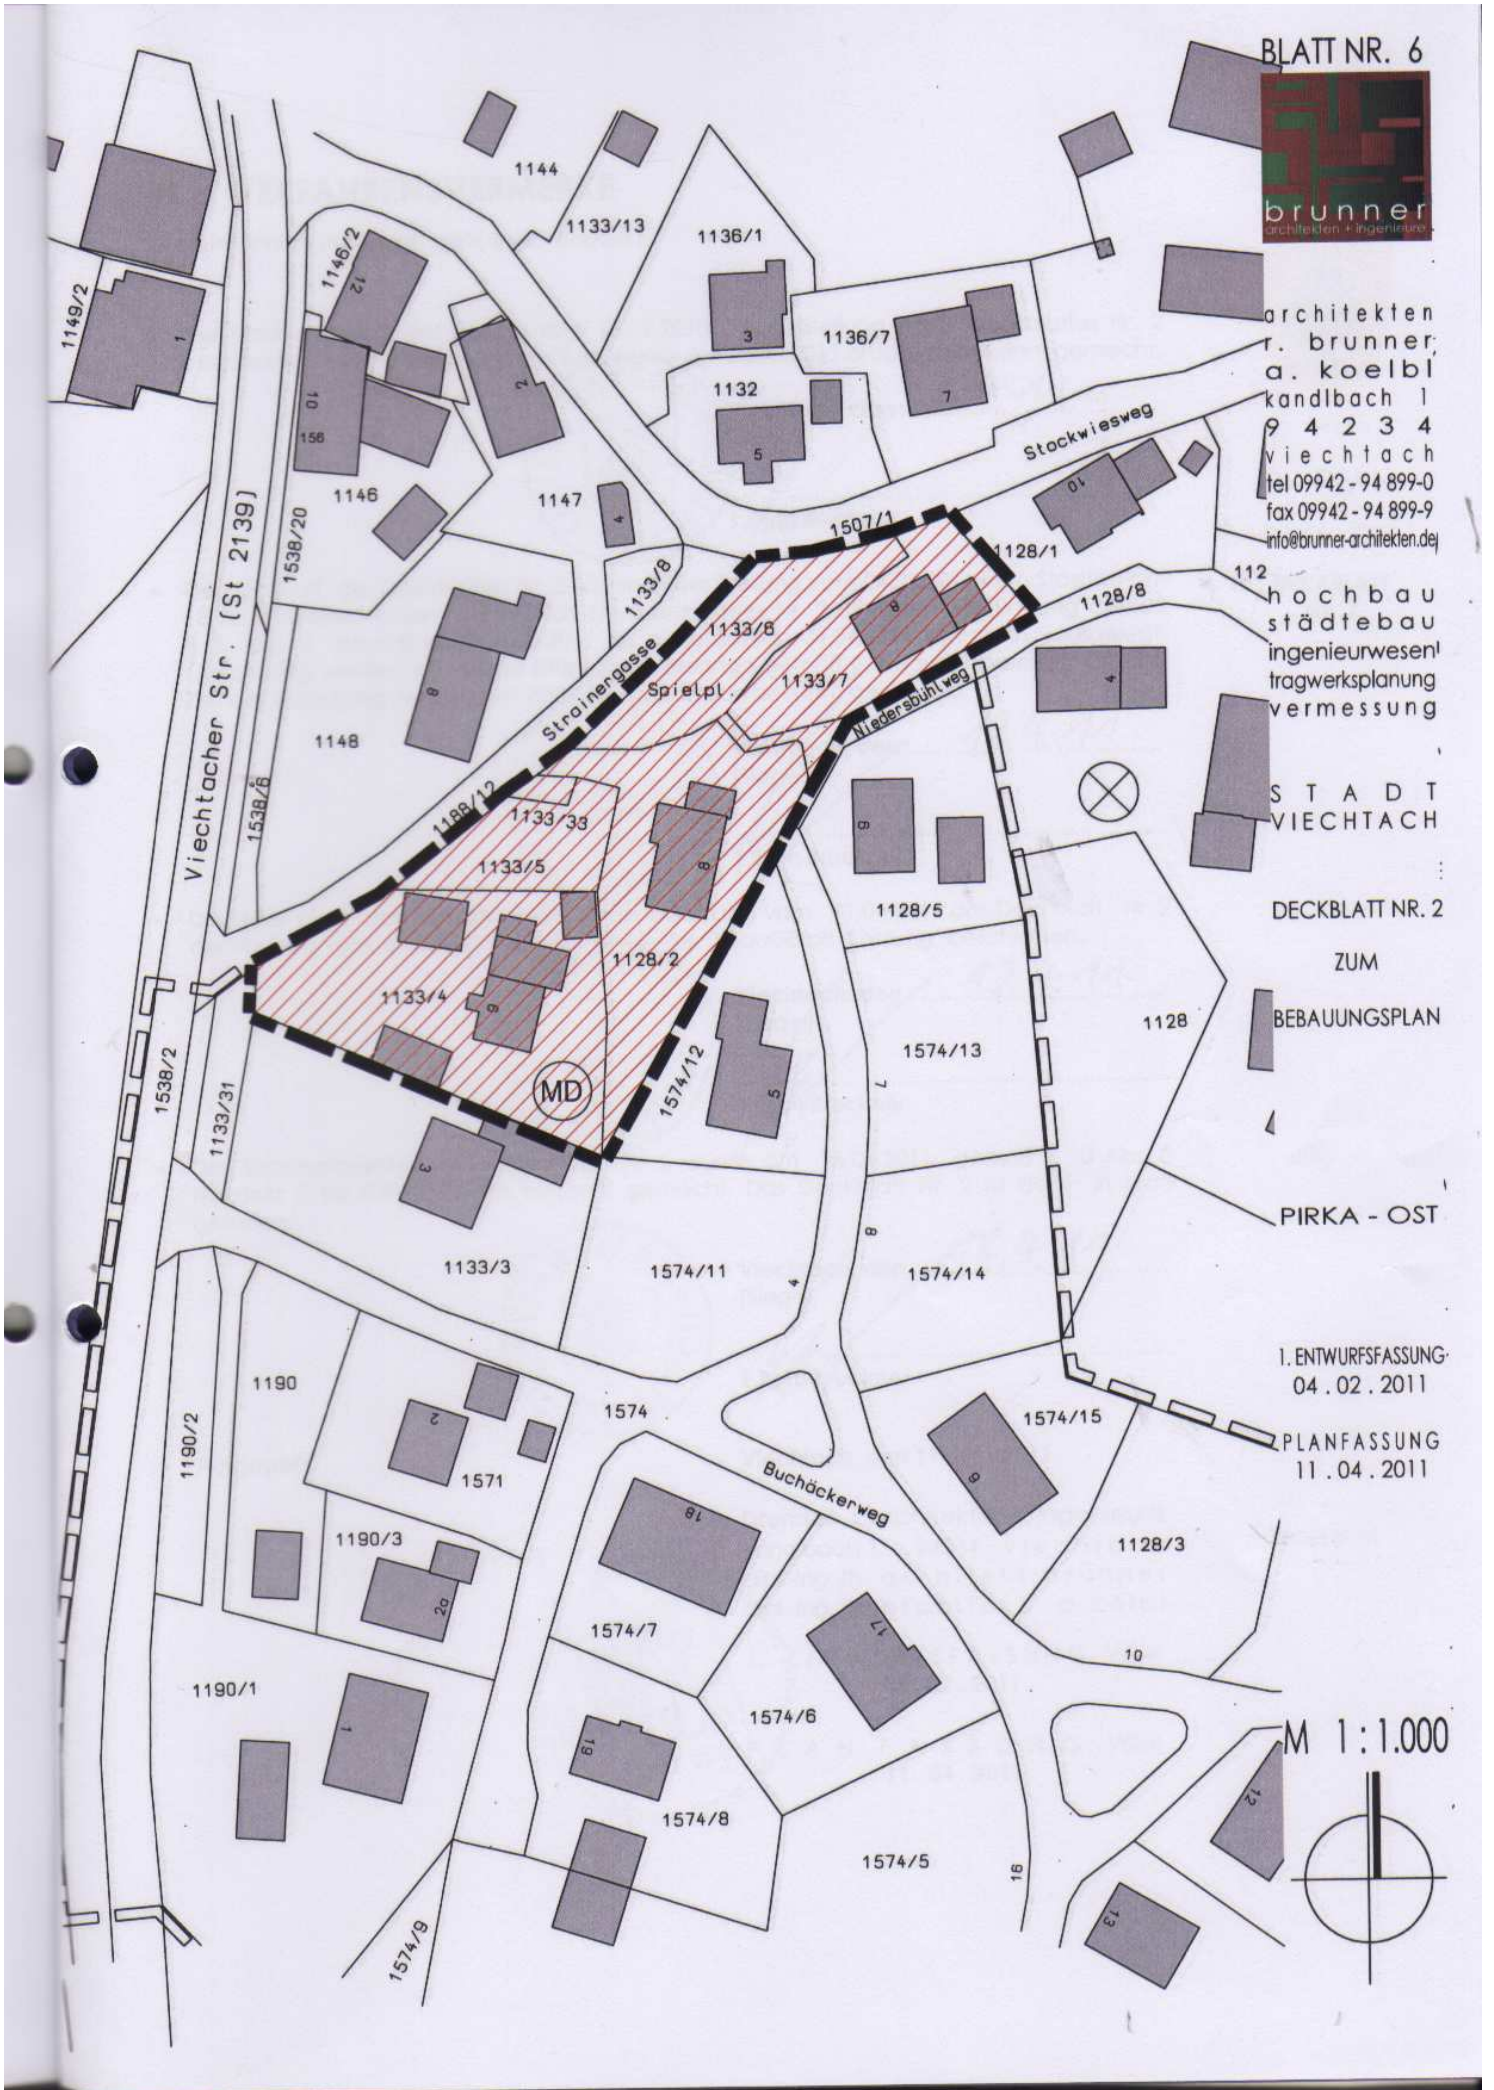 BLATT NR. 6
brunner
architekten + ingenieure
architekten
r. brunner,
a. koelbl
kandlbach 1
9 4 2 3 4
viechtach
tel 09942 - 94 899-0
fax 09942 - 94 899-9
info@brunner-architekten.de
hochbau
städtebau
ingenieurwesen
tragwerksplanung
vermessung
STADT
VIECHTACH
DECKBLATT NR. 2
ZUM
BEBAUUNGSPLAN
PIRKA - OST
1. ENTWURFSFASSUNG
04 . 02 . 2011
PLANFASSUNG
11 . 04 . 2011
M 1 : 1.000
1144
1133/13
1136/1
1146/2
12
1149/2
1
3
1136/7
7
2
1132
5
10
156
Stockwiesweg
10
1146
1147
4
1538/20
Viechtacher Str. (St 2139)
1507/1
1128/1
112
1128/8
1133/8
8
1133/6
Strainergasse
Spielpl.
1133/7
Niedersbühlweg
4
8
1148
1538/6
1188/12
1133/33
1133/5
8
9
1128/5
1128/2
1133/4
9
1128
MD
1574/12
5
1574/13
7
1538/2
1133/31
3
1133/3
1574/11
4
8
1574/14
1190
1190/2
2
1571
1574
1574/15
9
Buchäckerweg
18
1190/3
2a
1128/3
1574/7
17
10
1190/1
1
1574/6
19
1574/8
12
1574/5
16
13
1574/9